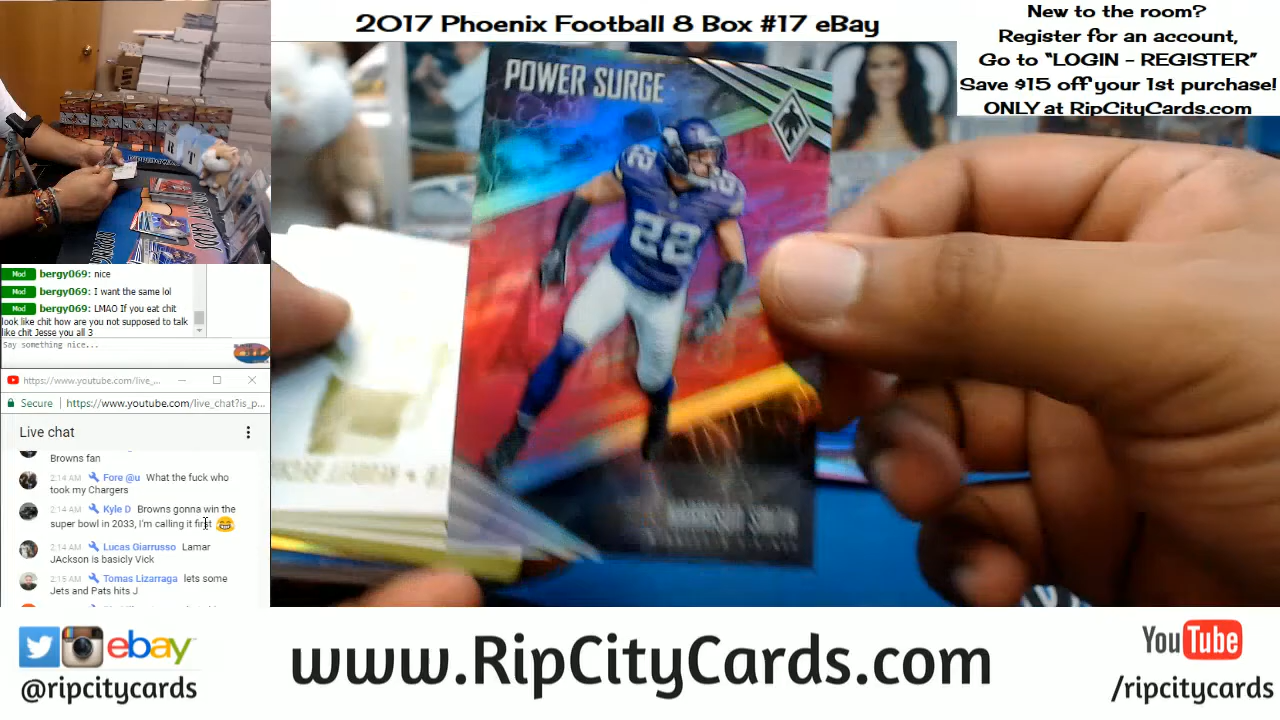 2017 Phoenix Football 8 Box #17 eBay
New to the room?
Register for an account,
Go to “LOGIN - REGISTER”
Save $15 off your 1st purchase!
ONLY at RipCityCards.com
POWER SURGE
22
22
Mod bergy069: nice
Mod bergy069: I want the same lol
Mod bergy069: LMAO If you eat chit
look like chit how are you not supposed to talk
like chit Jesse you all 3
Say something nice...
https://www.youtube.com/live_...
Secure https://www.youtube.com/live_chat?is_p...
Live chat
Browns fan
2:14 AM Fore @u What the fuck who
took my Chargers
2:14 AM Kyle D Browns gonna win the
super bowl in 2033, I'm calling it first 😂
2:14 AM Lucas Giarrusso Lamar
JAckson is basicly Vick
2:15 AM Tomas Lizarraga lets some
Jets and Pats hits J
ebay
@ripcitycards
www.RipCityCards.com
YouTube
/ripcitycards